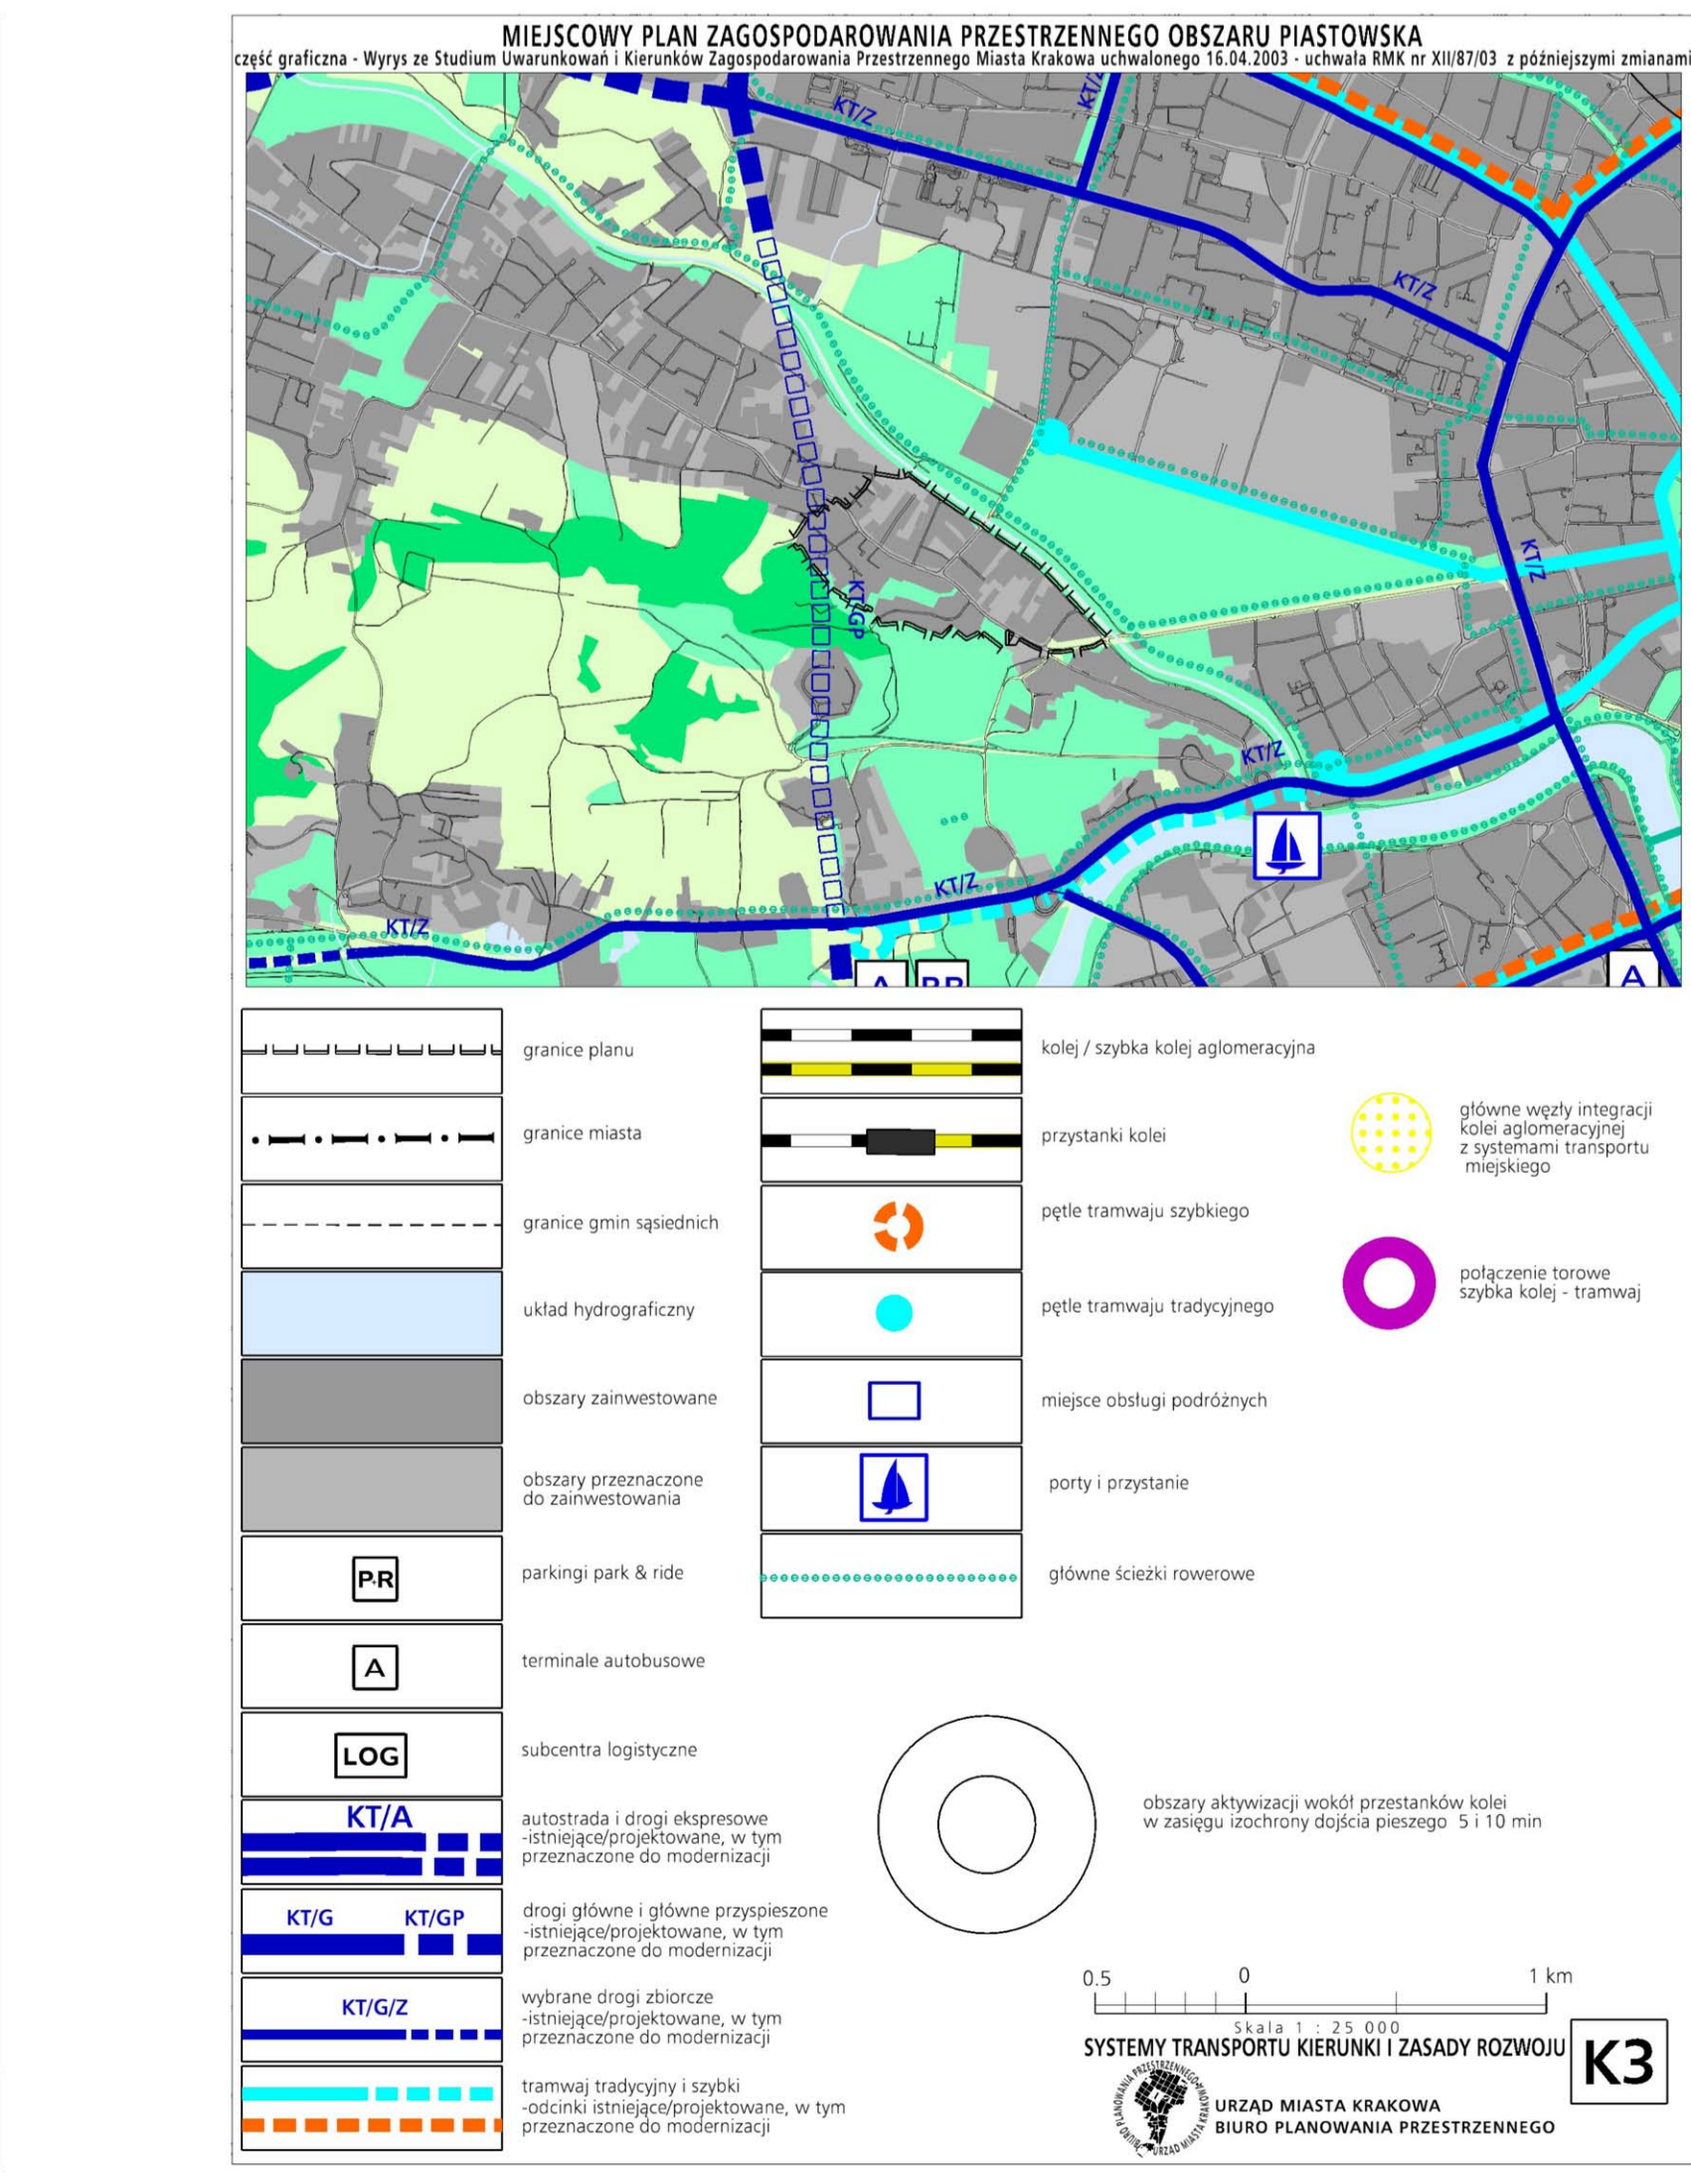 MIEJSCOWY PLAN ZAGOSPODAROWANIA PRZESTRZENNEGO OBSZARU PIASTOWSKA
część graficzna - Wyrys ze Studium Uwarunkowań i Kierunków Zagospodarowania Przestrzennego Miasta Krakowa uchwalonego 16.04.2003 - uchwała RMK nr XII/87/03 z późniejszymi zmianami
KT/Z
KT/Z
KT/Z
KT/Z
KT/GP
KT/Z
KT/Z
KT/Z
A
A
granice planu
granice miasta
granice gmin sąsiednich
układ hydrograficzny
obszary zainwestowane
obszary przeznaczone
do zainwestowania
P+R
parkingi park & ride
A
terminale autobusowe
LOG
subcentra logistyczne
KT/A
autostrada i drogi ekspresowe
-istniejące/projektowane, w tym
przeznaczone do modernizacji
KT/G KT/GP
drogi główne i główne przyspieszone
-istniejące/projektowane, w tym
przeznaczone do modernizacji
KT/G/Z
wybrane drogi zbiorcze
-istniejące/projektowane, w tym
przeznaczone do modernizacji
tramwaj tradycyjny i szybki
-odcinki istniejące/projektowane, w tym
przeznaczone do modernizacji
kolej / szybka kolej aglomeracyjna
przystanki kolei
pętle tramwaju szybkiego
pętle tramwaju tradycyjnego
miejsce obsługi podróżnych
porty i przystanie
główne ścieżki rowerowe
główne węzły integracji
kolei aglomeracyjnej
z systemami transportu
miejskiego
połączenie torowe
szybka kolej - tramwaj
obszary aktywizacji wokół przestanków kolei
w zasięgu izochrony dojścia pieszego 5 i 10 min
0.5 0 1 km
Skala 1 : 25 000
SYSTEMY TRANSPORTU KIERUNKI I ZASADY ROZWOJU
K3
BIURO PLANOWANIA PRZESTRZENNEGO URZĄD MIASTA KRAKOWA
URZĄD MIASTA KRAKOWA
BIURO PLANOWANIA PRZESTRZENNEGO